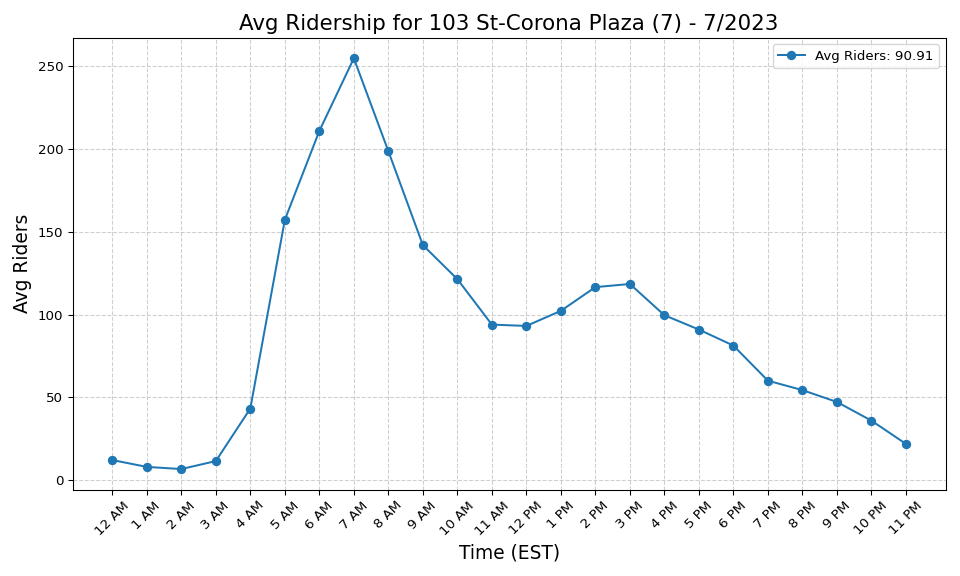 Avg Ridership for 103 St-Corona Plaza (7) - 7/2023
Avg Riders: 90.91
Avg Riders
250
200
150
100
50
0
12 AM
1 AM
2 AM
3 AM
4 AM
5 AM
6 AM
7 AM
8 AM
9 AM
10 AM
11 AM
12 PM
1 PM
2 PM
3 PM
4 PM
5 PM
6 PM
7 PM
8 PM
9 PM
10 PM
11 PM
Time (EST)